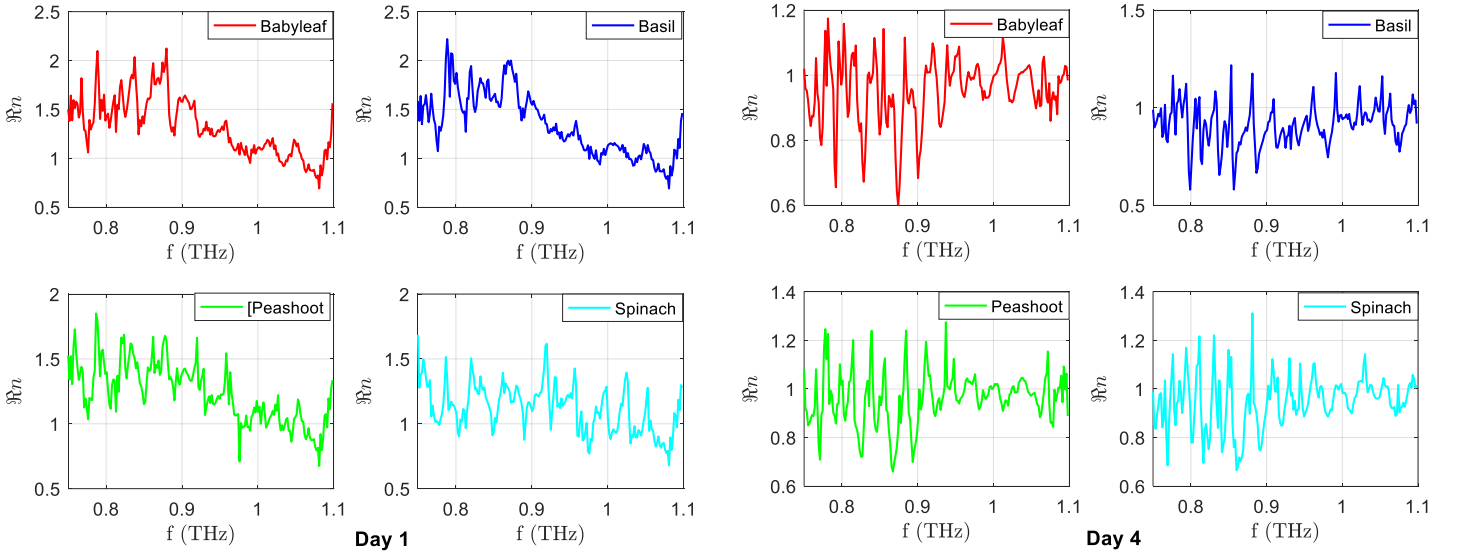 Babyleaf
2.5
2
1.5
1
0.5
ℜn
0.8 0.9 1 1.1
f (THz)
Basil
2.5
2
1.5
1
0.5
ℜn
0.8 0.9 1 1.1
f (THz)
Babyleaf
1.2
1
0.8
0.6
ℜn
0.8 0.9 1 1.1
f (THz)
Basil
1.5
1
0.5
ℜn
0.8 0.9 1 1.1
f (THz)
[Peashoot
2
1.5
1
0.5
ℜn
0.8 0.9 1 1.1
f (THz)
Spinach
2
1.5
1
0.5
ℜn
0.8 0.9 1 1.1
f (THz)
Day 1
Peashoot
1.4
1.2
1
0.8
0.6
ℜn
0.8 0.9 1 1.1
f (THz)
Spinach
1.4
1.2
1
0.8
0.6
ℜn
0.8 0.9 1 1.1
f (THz)
Day 4